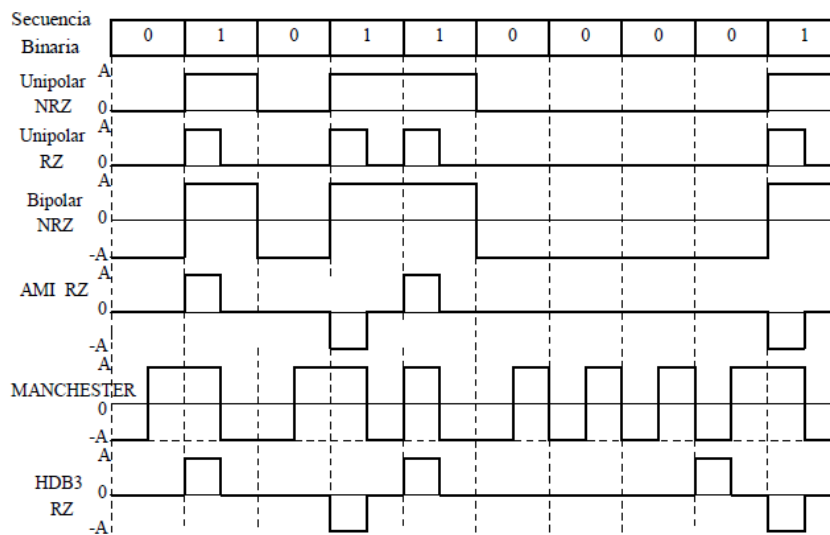 Secuencia
Binaria
0 1 0 1 1 0 0 0 0 1
A
Unipolar
NRZ
0
A
Unipolar
RZ
0
A
Bipolar
NRZ
0
-A
A
AMI RZ
0
-A
A
MANCHESTER
0
-A
A
HDB3
RZ
0
-A